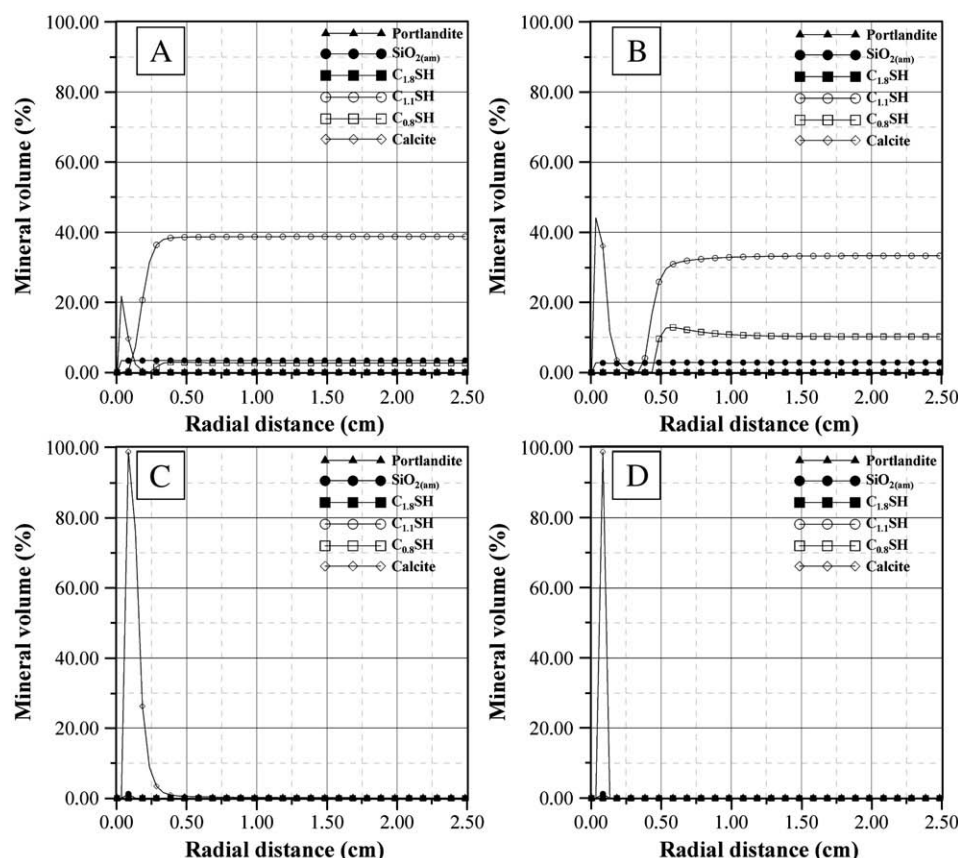 A
100.00
80.00
60.00
40.00
20.00
0.00
Mineral volume (%)
Portlandite
SiO2(am)
C1.8SH
C1.1SH
C0.8SH
Calcite
0.00 0.50 1.00 1.50 2.00 2.50
Radial distance (cm)
B
100.00
80.00
60.00
40.00
20.00
0.00
Mineral volume (%)
Portlandite
SiO2(am)
C1.8SH
C1.1SH
C0.8SH
Calcite
0.00 0.50 1.00 1.50 2.00 2.50
Radial distance (cm)
C
100.00
80.00
60.00
40.00
20.00
0.00
Mineral volume (%)
Portlandite
SiO2(am)
C1.8SH
C1.1SH
C0.8SH
Calcite
0.00 0.50 1.00 1.50 2.00 2.50
Radial distance (cm)
D
100.00
80.00
60.00
40.00
20.00
0.00
Mineral volume (%)
Portlandite
SiO2(am)
C1.8SH
C1.1SH
C0.8SH
Calcite
0.00 0.50 1.00 1.50 2.00 2.50
Radial distance (cm)